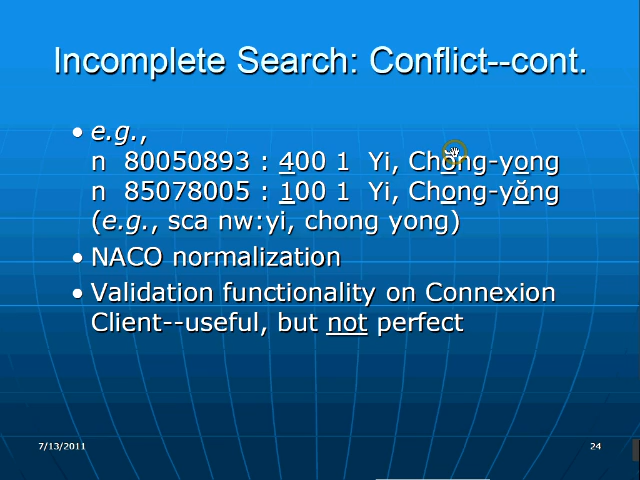 Incomplete Search: Conflict--cont.
• e.g.,
n 80050893 : 400 1 Yi, Chŏng-yong
n 85078005 : 100 1 Yi, Chong-yŏng
(e.g., sca nw:yi, chong yong)
• NACO normalization
• Validation functionality on Connexion
Client--useful, but not perfect
7/13/2011
24